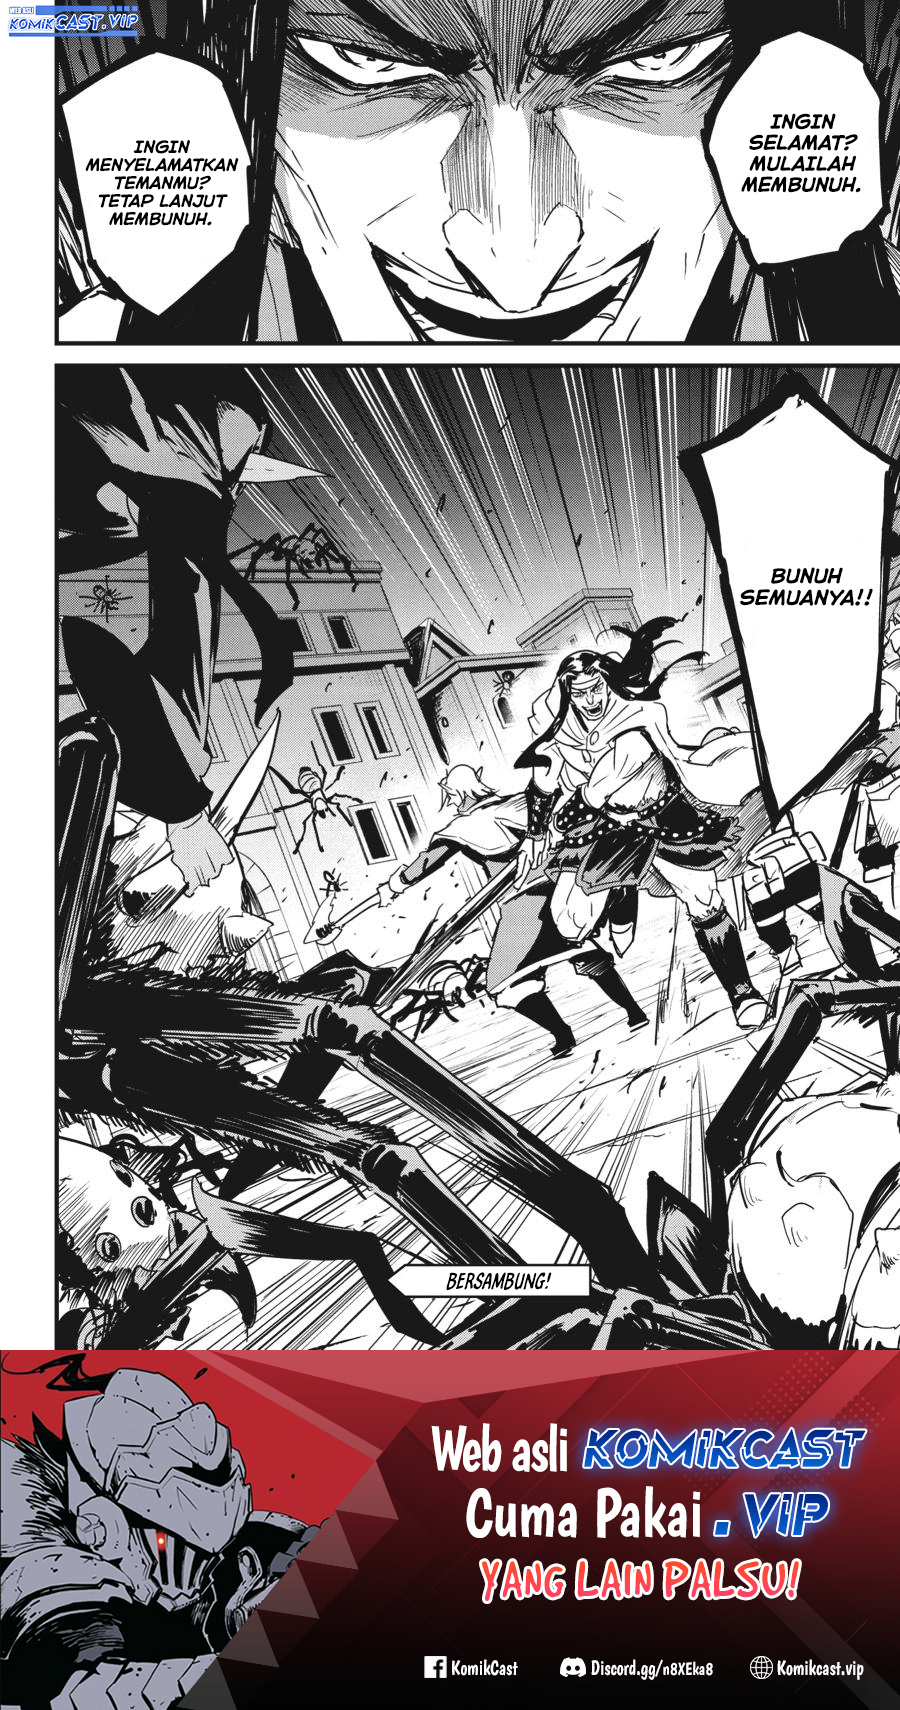 WEB ASLI
KOMIKCAST.VIP
INGIN
SELAMAT?
MULAILAH
MEMBUNUH.
INGIN
MENYELAMATKAN
TEMANMU?
TETAP LANJUT
MEMBUNUH.
BUNUH
SEMUANYA!!
BERSAMBUNG!
Web asli KOMIKCAST
Cuma Pakai .VIP
YANG LAIN PALSU!
KomikCast
Discord.gg/n8XEka8
Komikcast.vip